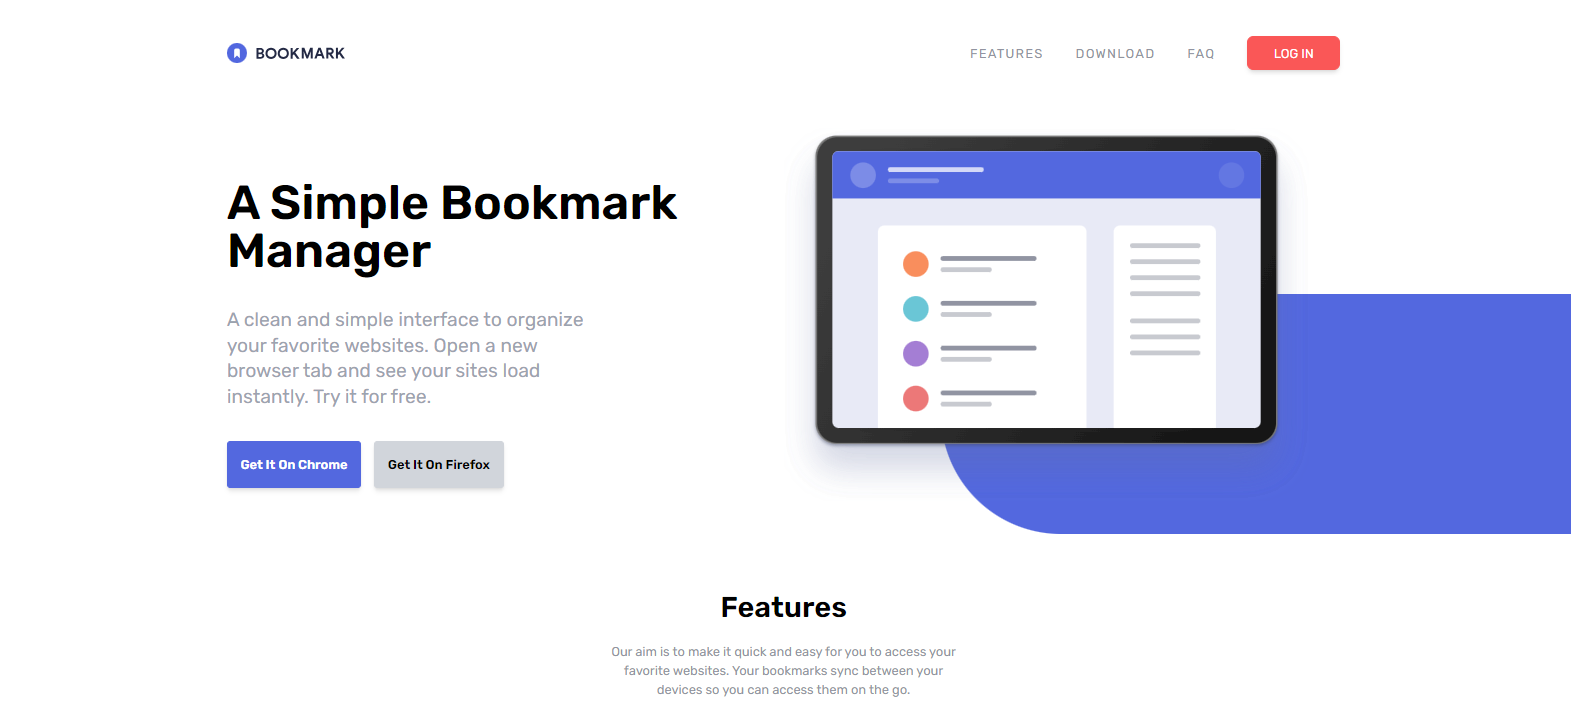 BOOKMARK
FEATURES
DOWNLOAD
FAQ
LOG IN
A Simple Bookmark
Manager
A clean and simple interface to organize
your favorite websites. Open a new
browser tab and see your sites load
instantly. Try it for free.
Get It On Chrome
Get It On Firefox
Features
Our aim is to make it quick and easy for you to access your
favorite websites. Your bookmarks sync between your
devices so you can access them on the go.